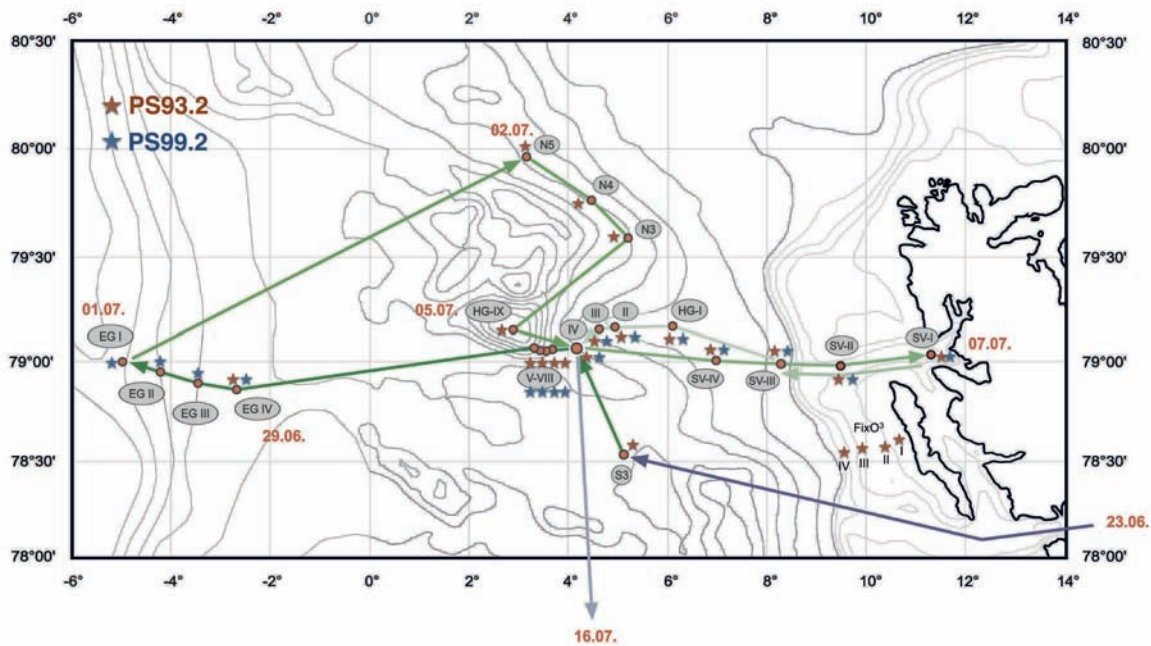 -6° -4° -2° 0° 2° 4° 6° 8° 10° 12° 14°
80°30' 80°30'
PS93.2
PS99.2
02.07.
N5
80°00' 80°00'
N4
N3
79°30' 79°30'
01.07. 05.07. HG-IX III II HG-I
EG I IV SV-II SV-I 07.07.
79°00' 79°00'
EG II V-VIII SV-IV SV-III
EG III EG IV
29.06. FixO³
78°30' S3 IV III II I 78°30'
23.06.
78°00' 78°00'
-6° -4° -2° 0° 2° 4° 6° 8° 10° 12° 14°
16.07.